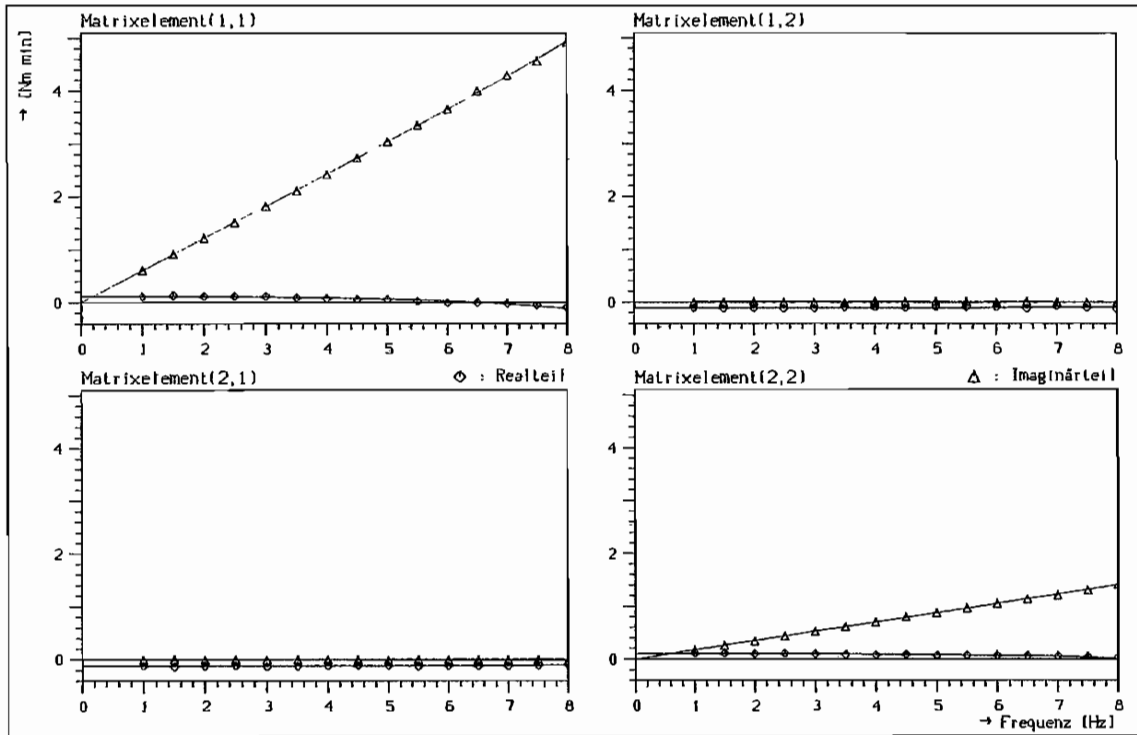 Matrixelement(1,1)
Matrixelement(1,2)
→ [Nm min]
4
2
0
0 1 2 3 4 5 6 7 8
4
2
0
0 1 2 3 4 5 6 7 8
Matrixelement(2,1)
◇ : Realteil
Matrixelement(2,2)
△ : Imaginärteil
4
2
0
0 1 2 3 4 5 6 7 8
4
2
0
0 1 2 3 4 5 6 7 8
→ Frequenz [Hz]